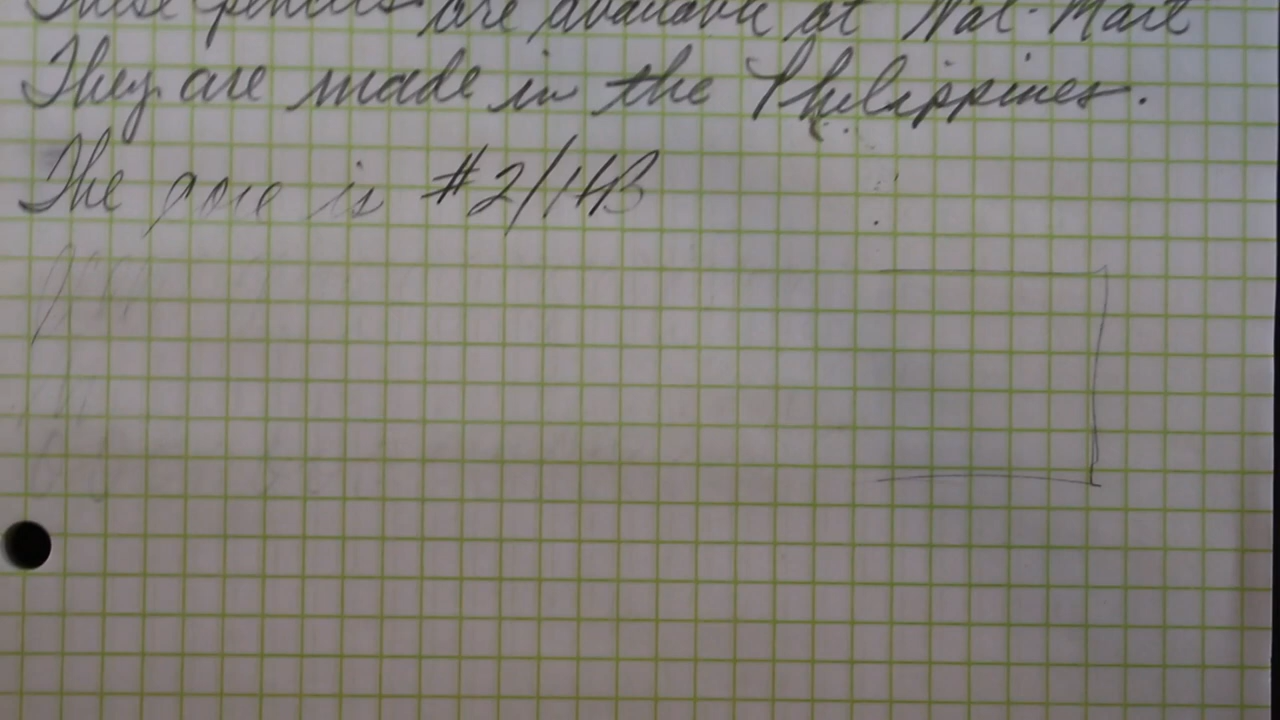 These pencils are available at Wal-Mart
They are made in the Philippines.
The core is #2/HB